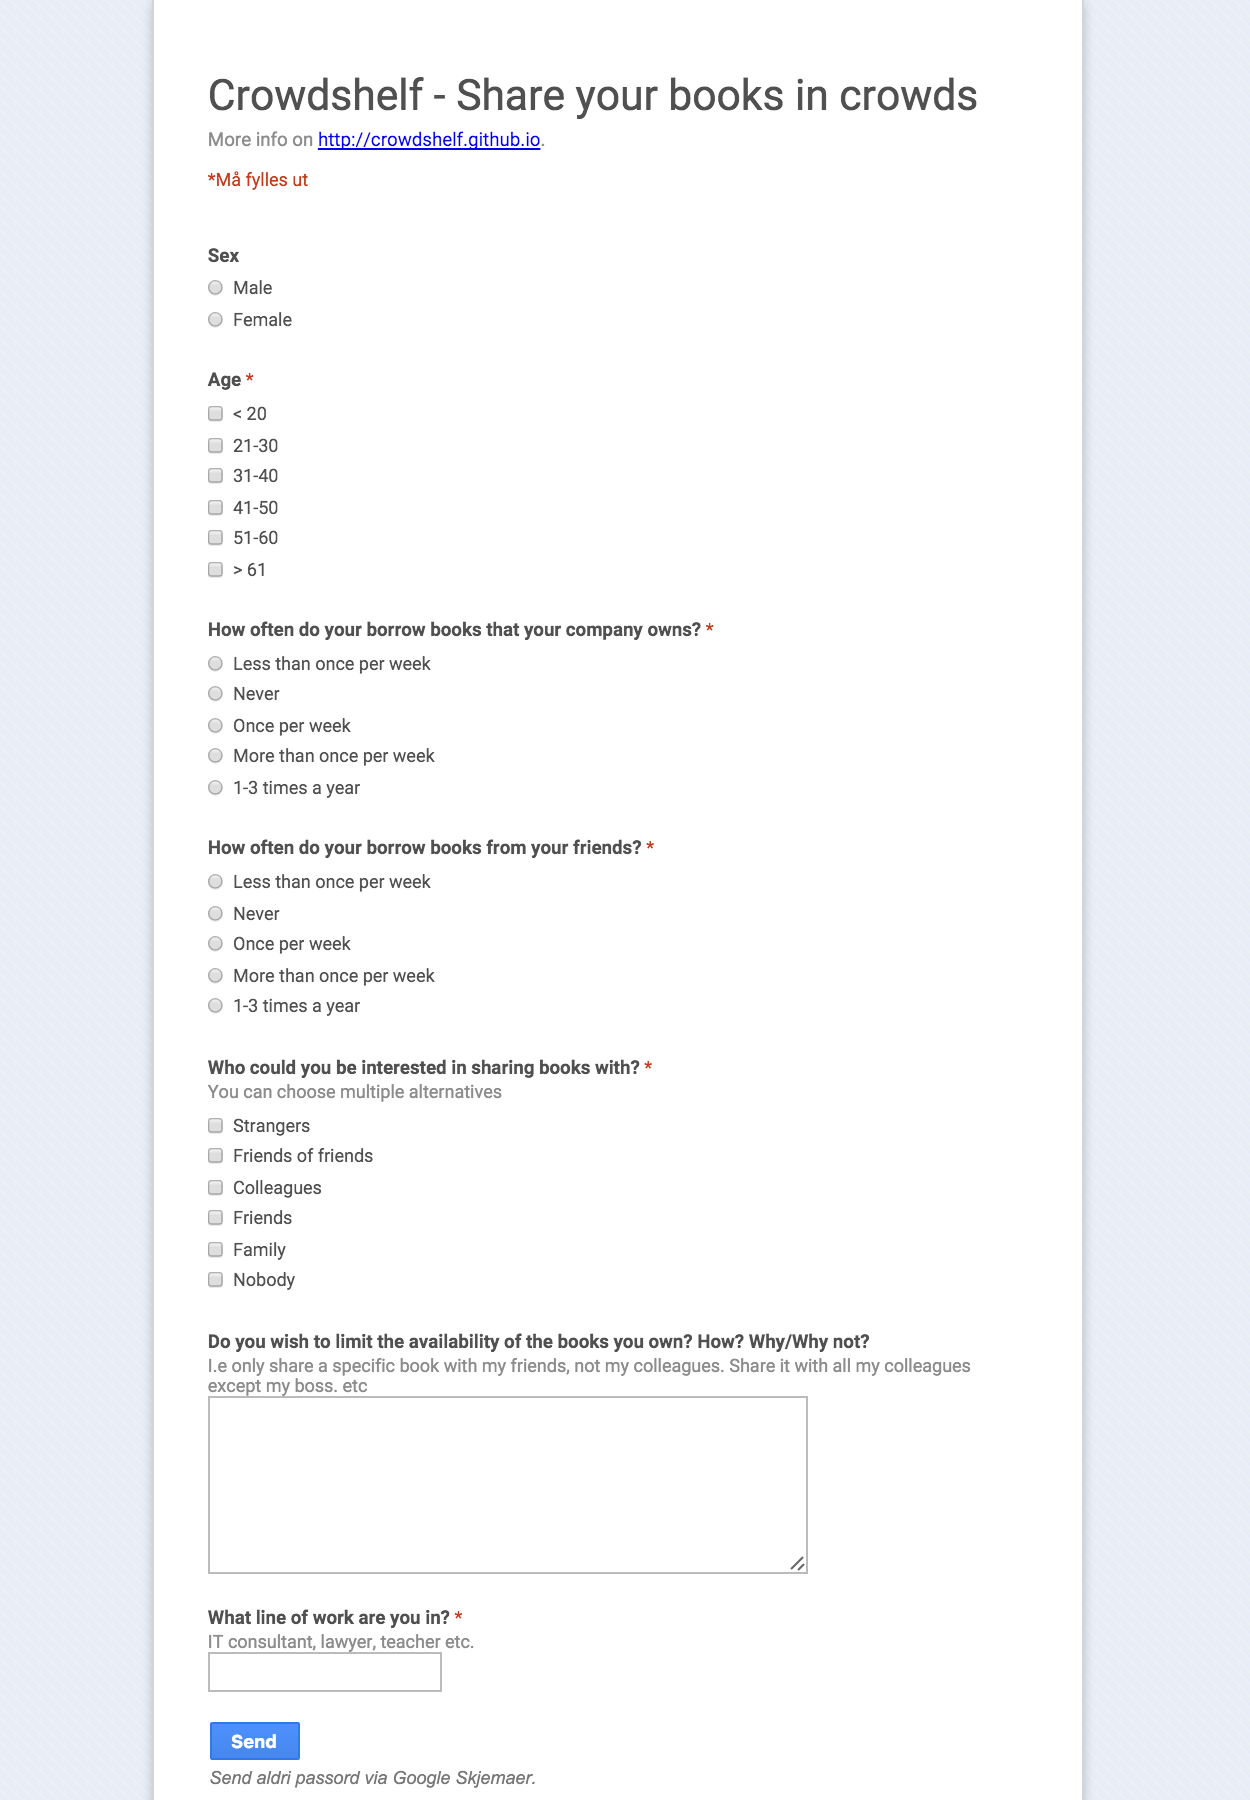 Crowdshelf - Share your books in crowds
More info on http://crowdshelf.github.io.
*Må fylles ut
Sex
Male
Female
Age *
< 20
21-30
31-40
41-50
51-60
> 61
How often do your borrow books that your company owns? *
Less than once per week
Never
Once per week
More than once per week
1-3 times a year
How often do your borrow books from your friends? *
Less than once per week
Never
Once per week
More than once per week
1-3 times a year
Who could you be interested in sharing books with? *
You can choose multiple alternatives
Strangers
Friends of friends
Colleagues
Friends
Family
Nobody
Do you wish to limit the availability of the books you own? How? Why/Why not?
I.e only share a specific book with my friends, not my colleagues. Share it with all my colleagues
except my boss. etc
What line of work are you in? *
IT consultant, lawyer, teacher etc.
Send
Send aldri passord via Google Skjemaer.